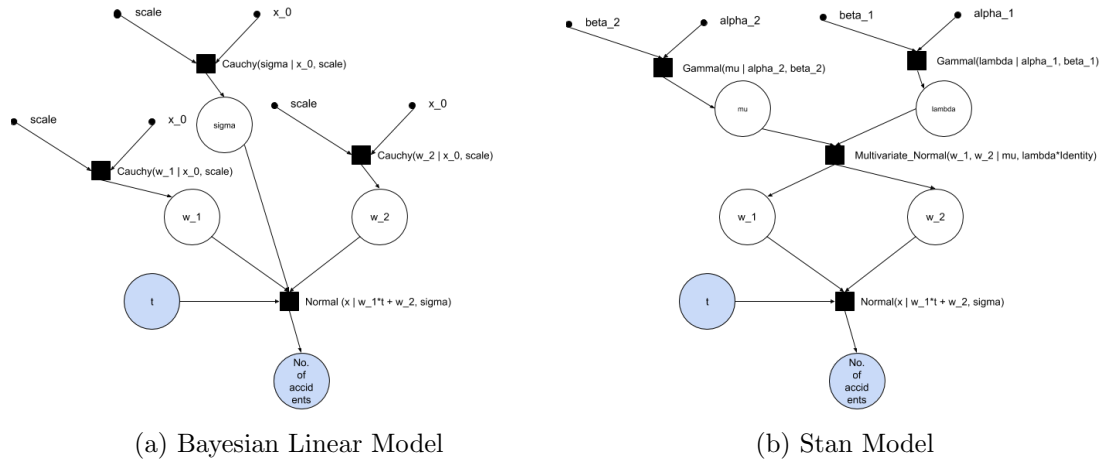 scale
x_0
Cauchy(sigma | x_0, scale)
sigma
scale
x_0
Cauchy(w_1 | x_0, scale)
w_1
scale
x_0
Cauchy(w_2 | x_0, scale)
w_2
t
Normal (x | w_1*t + w_2, sigma)
No.
of
accid
ents
(a) Bayesian Linear Model
beta_2
alpha_2
Gammal(mu | alpha_2, beta_2)
mu
beta_1
alpha_1
Gammal(lambda | alpha_1, beta_1)
lambda
Multivariate_Normal(w_1, w_2 | mu, lambda*Identity)
w_1
w_2
t
Normal(x | w_1*t + w_2, sigma)
No.
of
accid
ents
(b) Stan Model